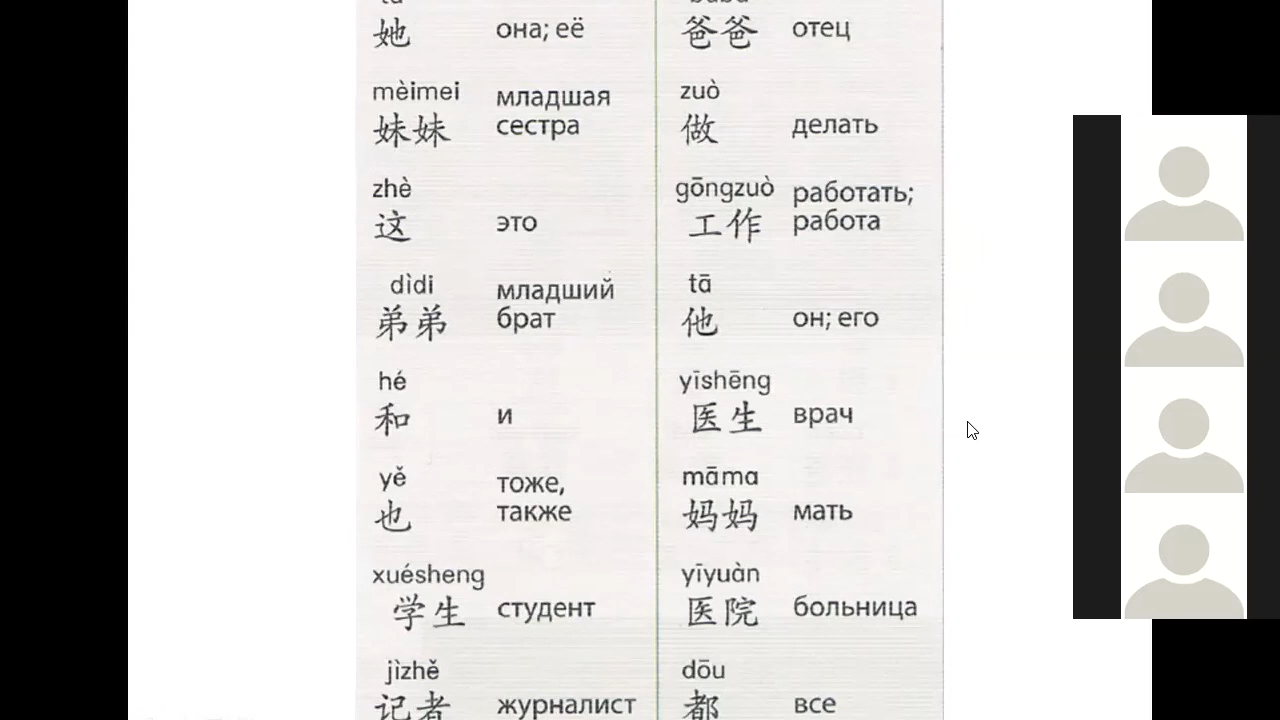 她 она; её
mèimei
妹妹 младшая
сестра
zhè
这 это
dìdi
弟弟 младший
брат
hé
和 и
yě
也 тоже,
также
xuésheng
学生 студент
jìzhě
记者 журналист
爸爸 отец
zuò
做 делать
gōngzuò
工作 работать;
работа
tā
他 он; его
yīshēng
医生 врач
māma
妈妈 мать
yīyuàn
医院 больница
dōu
都 все